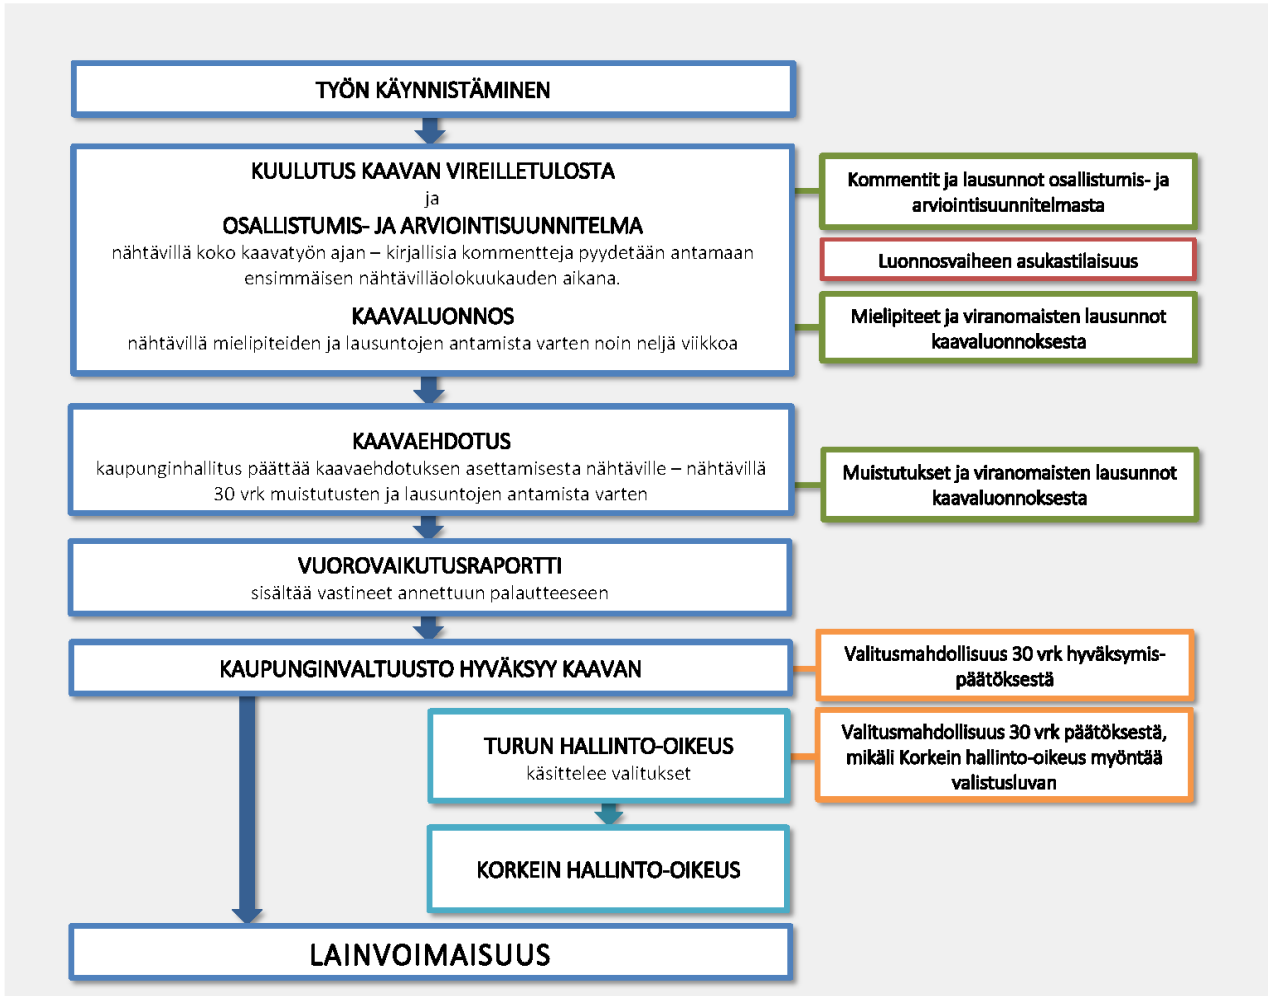 TYÖN KÄYNNISTÄMINEN
KUULUTUS KAAVAN VIREILLETULOSTA
ja
OSALLISTUMIS- JA ARVIOINTISUUNNITELMA
nähtävillä koko kaavatyön ajan – kirjallisia kommentteja pyydetään antamaan
ensimmäisen nähtävilläolokuukauden aikana.
KAAVALUONNOS
nähtävillä mielipiteiden ja lausuntojen antamista varten noin neljä viikkoa
Kommentit ja lausunnot osallistumis- ja
arviointisuunnitelmasta
Luonnosvaiheen asukastilaisuus
Mielipiteet ja viranomaisten lausunnot
kaavaluonnoksesta
KAAVAEHDOTUS
kaupunginhallitus päättää kaavaehdotuksen asettamisesta nähtäville – nähtävillä
30 vrk muistutusten ja lausuntojen antamista varten
Muistutukset ja viranomaisten lausunnot
kaavaluonnoksesta
VUOROVAIKUTUSRAPORTTI
sisältää vastineet annettuun palautteeseen
KAUPUNGINVALTUUSTO HYVÄKSYY KAAVAN
Valitusmahdollisuus 30 vrk hyväksymis-
päätöksestä
TURUN HALLINTO-OIKEUS
käsittelee valitukset
Valitusmahdollisuus 30 vrk päätöksestä,
mikäli Korkein hallinto-oikeus myöntää
valistusluvan
KORKEIN HALLINTO-OIKEUS
LAINVOIMAISUUS